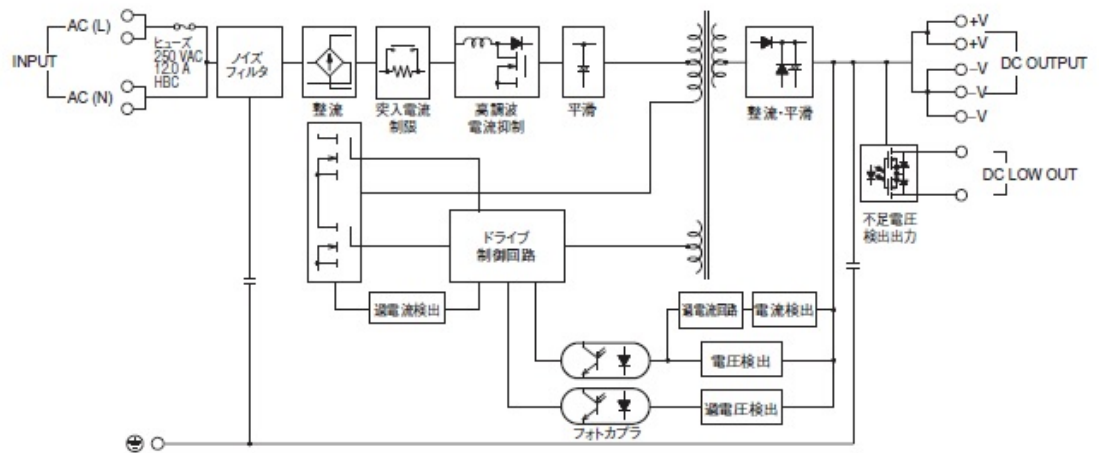 INPUT
AC (L)
AC (N)
ヒューズ
250 VAC
12.0 A
HBC
ノイズ
フィルタ
整流
突入電流
制限
高調波
電流抑制
平滑
整流・平滑
+V
+V
−V
−V
−V
DC OUTPUT
DC LOW OUT
不足電圧
検出出力
ドライブ
制御回路
過電流検出
過電流回路
電流検出
電圧検出
過電圧検出
フォトカプラ